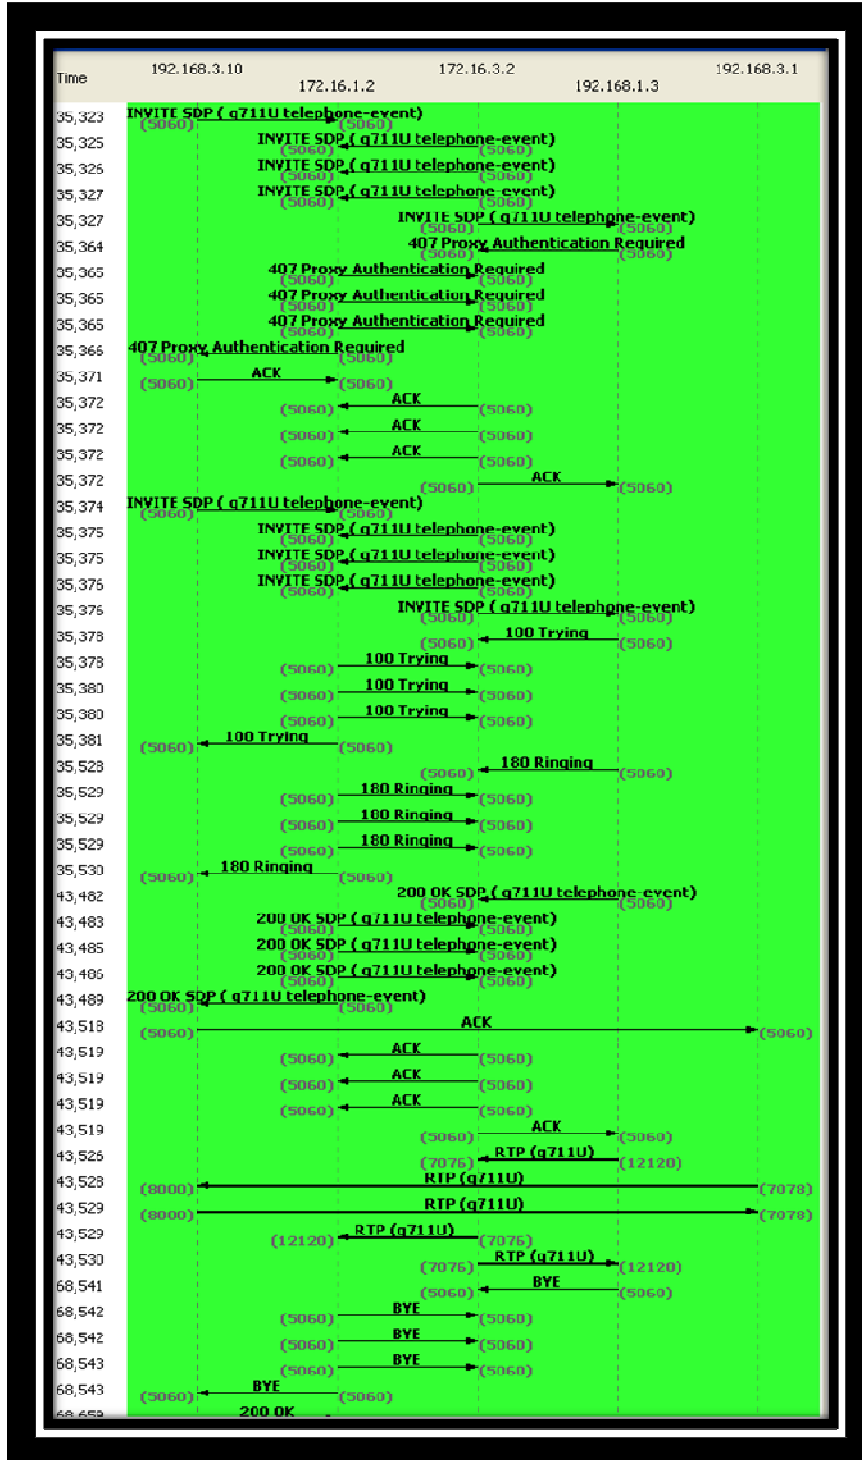 Time 192.168.3.10 172.16.1.2 172.16.3.2 192.168.1.3 192.168.3.1
35,323 INVITE SDP ( g711U telephone-event) (5060) (5060)
35,325 INVITE SDP ( g711U telephone-event) (5060) (5060)
35,326 INVITE SDP ( g711U telephone-event) (5060) (5060)
35,327 INVITE SDP ( g711U telephone-event) (5060) (5060)
35,327 INVITE SDP ( g711U telephone-event) (5060) (5060)
35,364 407 Proxy Authentication Required (5060) (5060)
35,365 407 Proxy Authentication Required (5060) (5060)
35,365 407 Proxy Authentication Required (5060) (5060)
35,365 407 Proxy Authentication Required (5060) (5060)
35,366 407 Proxy Authentication Required (5060) (5060)
35,371 ACK (5060) (5060)
35,372 ACK (5060) (5060)
35,372 ACK (5060) (5060)
35,372 ACK (5060) (5060)
35,372 ACK (5060) (5060)
35,374 INVITE SDP ( g711U telephone-event) (5060) (5060)
35,375 INVITE SDP ( g711U telephone-event) (5060) (5060)
35,375 INVITE SDP ( g711U telephone-event) (5060) (5060)
35,376 INVITE SDP ( g711U telephone-event) (5060) (5060)
35,376 INVITE SDP ( g711U telephone-event) (5060) (5060)
35,378 100 Trying (5060) (5060)
35,378 100 Trying (5060) (5060)
35,380 100 Trying (5060) (5060)
35,380 100 Trying (5060) (5060)
35,381 100 Trying (5060) (5060)
35,528 180 Ringing (5060) (5060)
35,529 180 Ringing (5060) (5060)
35,529 180 Ringing (5060) (5060)
35,529 180 Ringing (5060) (5060)
35,530 180 Ringing (5060) (5060)
43,482 200 OK SDP ( g711U telephone-event) (5060) (5060)
43,483 200 OK SDP ( g711U telephone-event) (5060) (5060)
43,485 200 OK SDP ( g711U telephone-event) (5060) (5060)
43,486 200 OK SDP ( g711U telephone-event) (5060) (5060)
43,489 200 OK SDP ( g711U telephone-event) (5060) (5060)
43,518 ACK (5060) (5060)
43,519 ACK (5060) (5060)
43,519 ACK (5060) (5060)
43,519 ACK (5060) (5060)
43,519 ACK (5060) (5060)
43,526 RTP (g711U) (7076) (12120)
43,528 RTP (g711U) (8000) (7078)
43,529 RTP (g711U) (8000) (7078)
43,529 RTP (g711U) (12120) (7076)
43,530 RTP (g711U) (7076) (12120)
68,541 BYE (5060) (5060)
68,542 BYE (5060) (5060)
68,542 BYE (5060) (5060)
68,543 BYE (5060) (5060)
68,543 BYE (5060) (5060)
200 OK